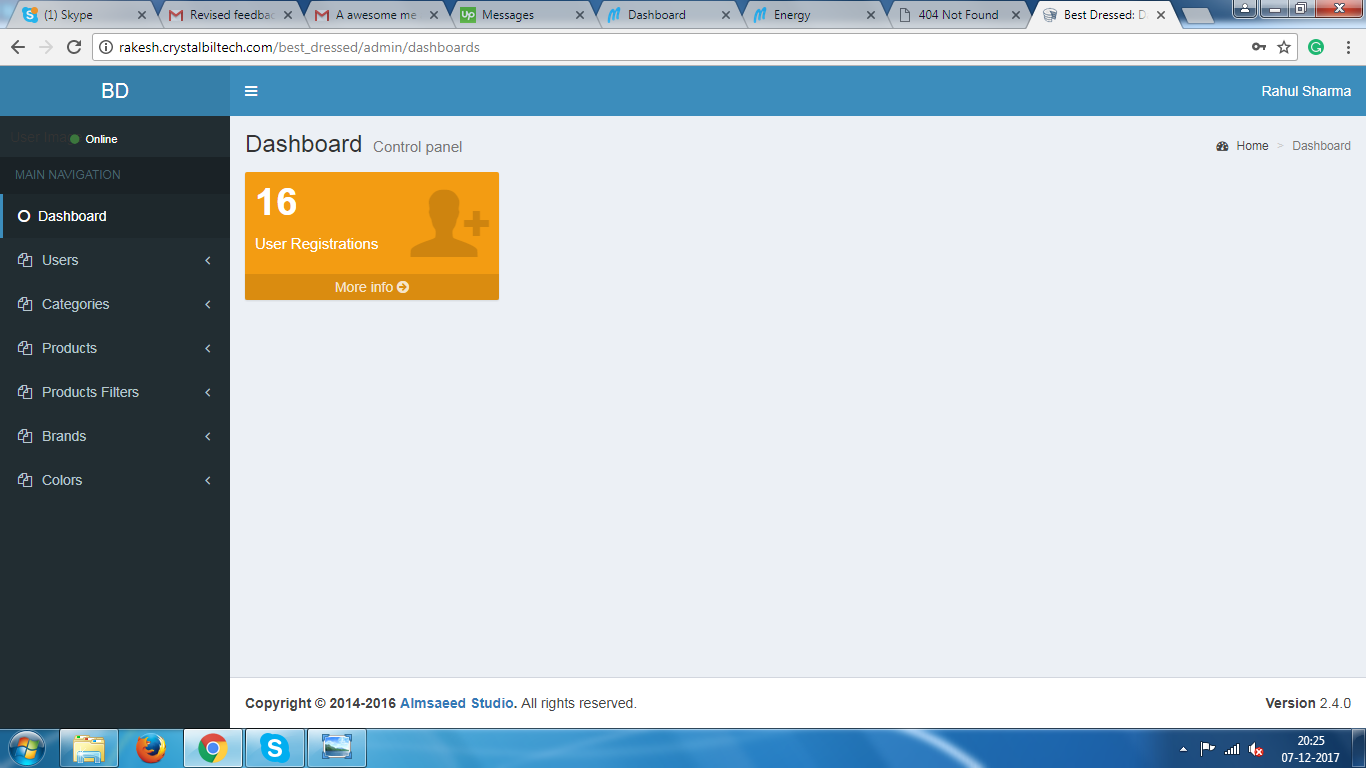 (1) Skype
Revised feedbac
A awesome me
Up Messages
Dashboard
Energy
404 Not Found
Best Dressed: D
rakesh.crystalbiltech.com/best_dressed/admin/dashboards
BD
Rahul Sharma
User Ima
Online
Dashboard Control panel
Home > Dashboard
MAIN NAVIGATION
Dashboard
Users
Categories
Products
Products Filters
Brands
Colors
16
User Registrations
More info
Copyright © 2014-2016 Almsaeed Studio. All rights reserved.
Version 2.4.0
20:25
07-12-2017